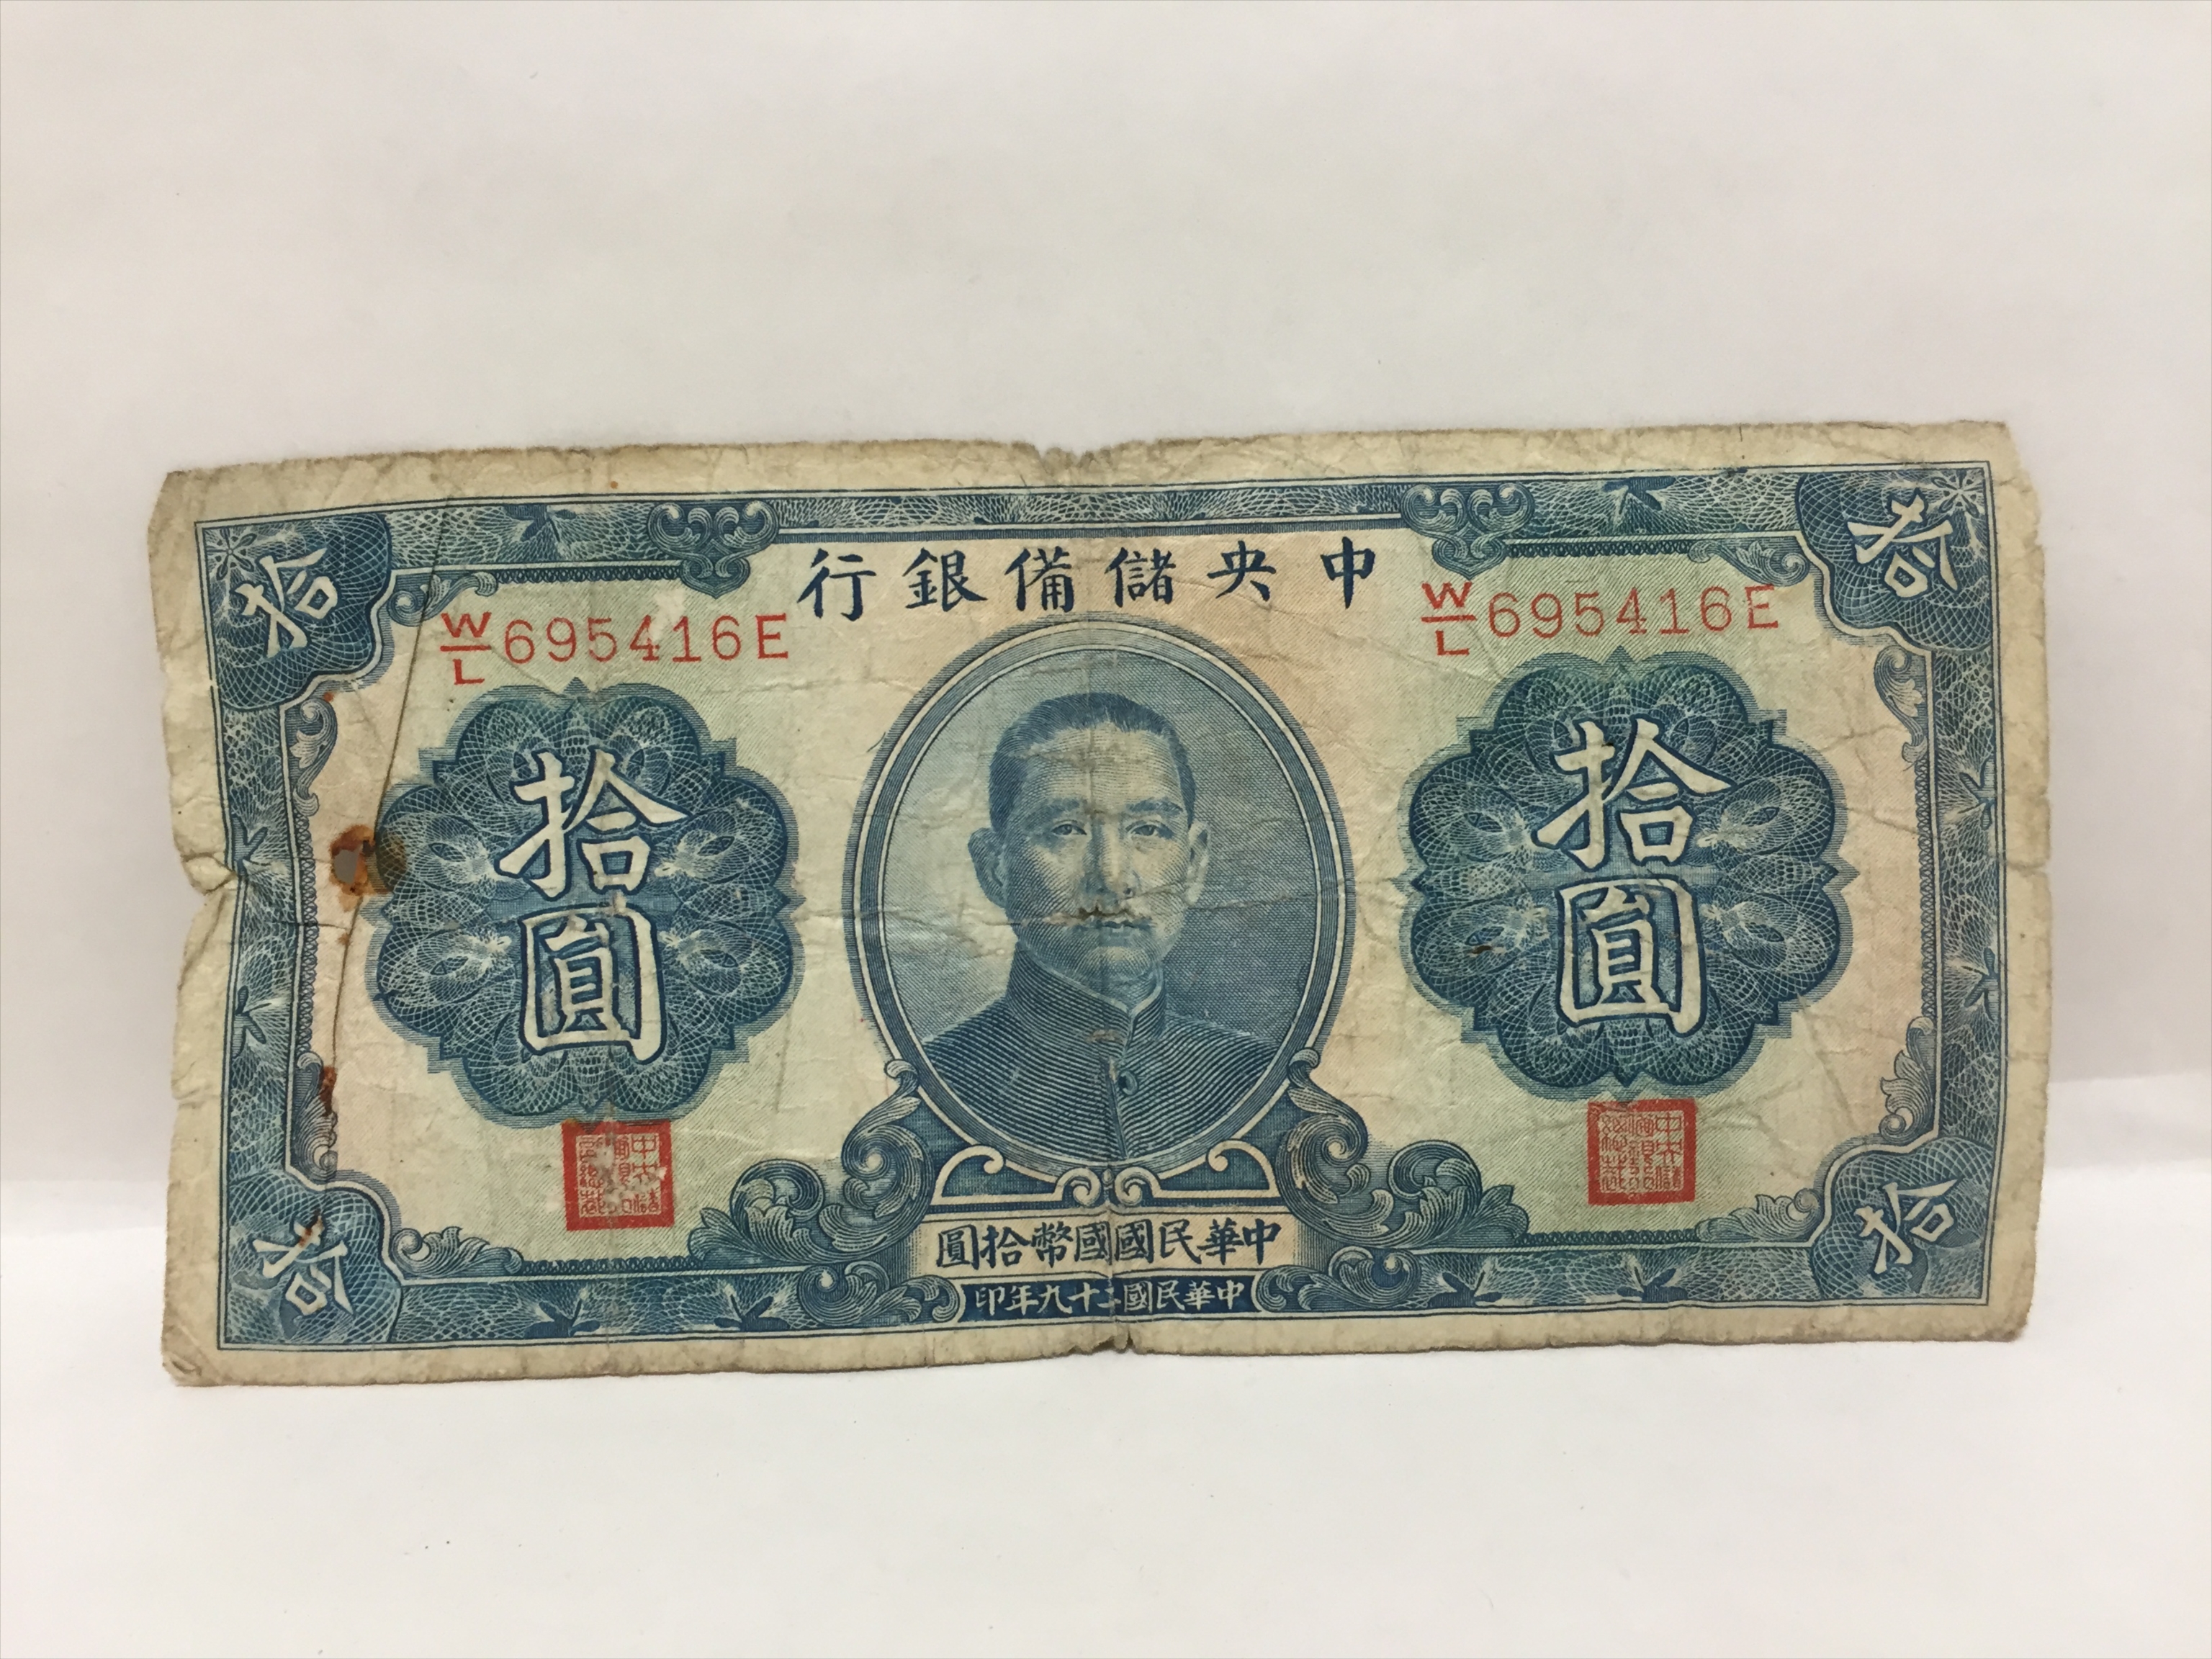 中央儲備銀行
拾
拾
W/L 695416E
W/L 695416E
拾圓
拾圓
中華民國國幣拾圓
中華民國二十九年印
拾
拾